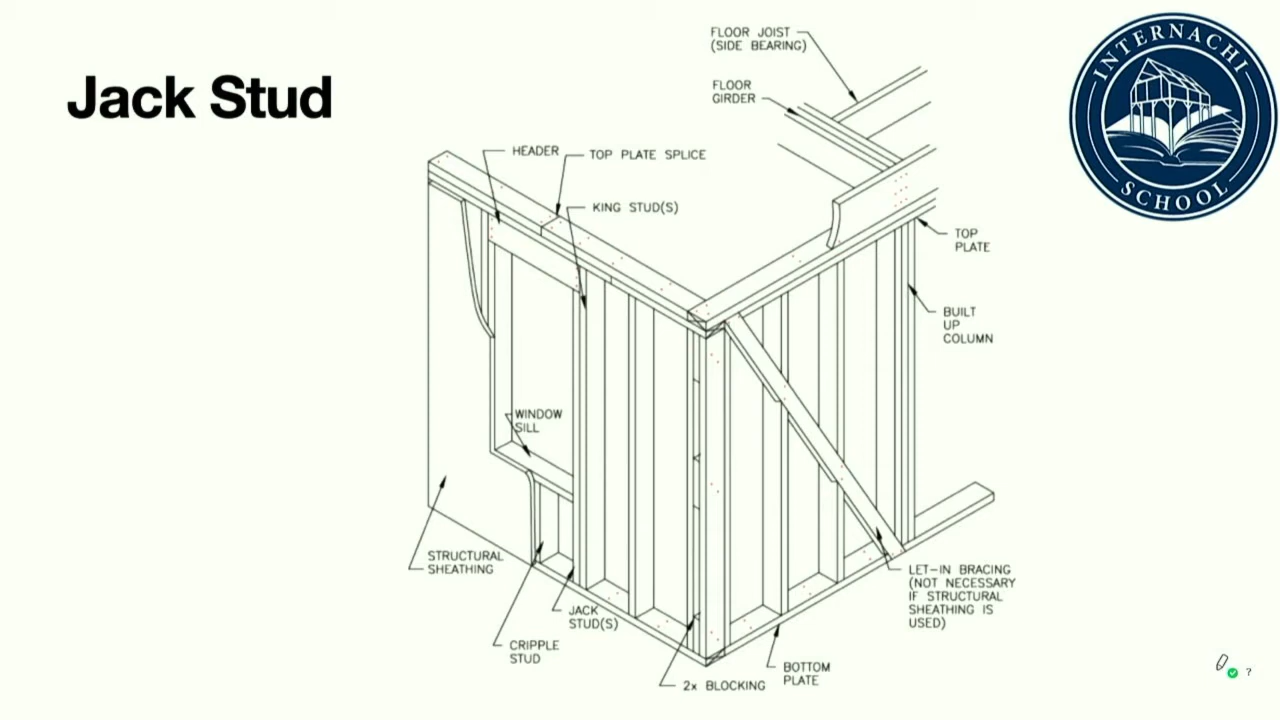 Jack Stud
INTERNACHI
SCHOOL
FLOOR JOIST
(SIDE BEARING)
FLOOR
GIRDER
HEADER
TOP PLATE SPLICE
KING STUD(S)
TOP
PLATE
BUILT
UP
COLUMN
WINDOW
SILL
STRUCTURAL
SHEATHING
JACK
STUD(S)
CRIPPLE
STUD
2x BLOCKING
BOTTOM
PLATE
LET-IN BRACING
(NOT NECESSARY
IF STRUCTURAL
SHEATHING IS
USED)
?